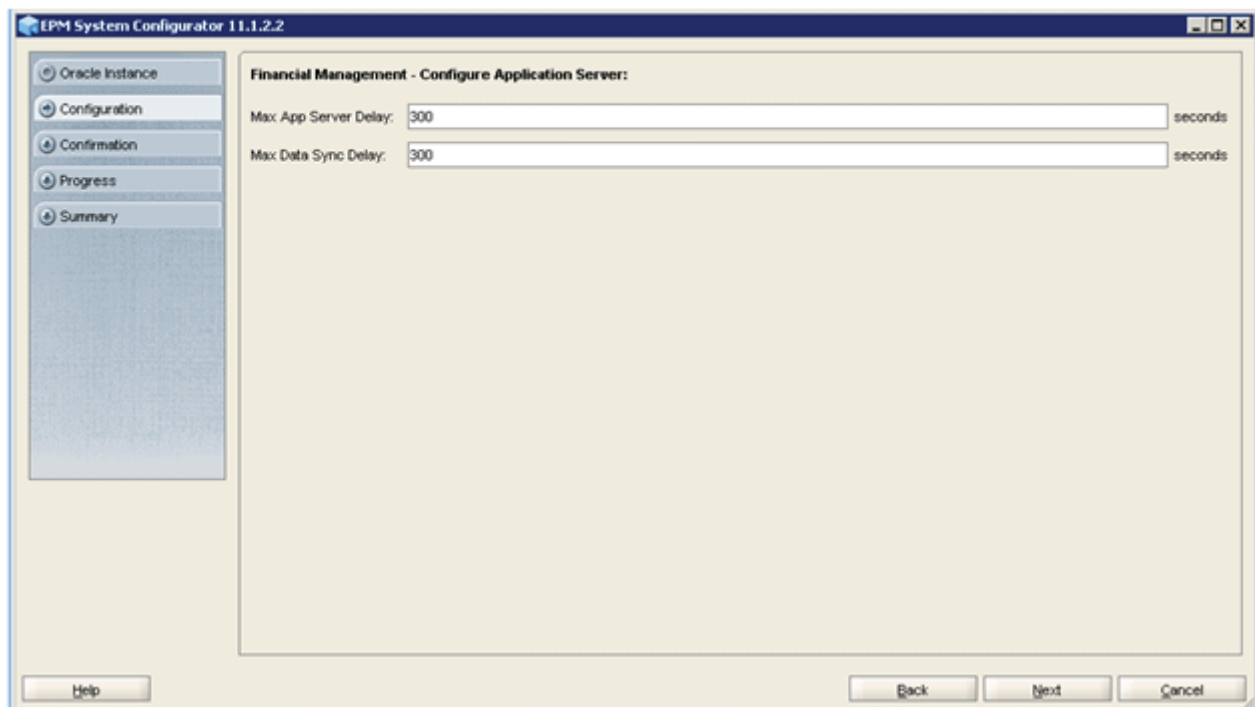 EPM System Configurator 11.1.2.2
Oracle Instance
Configuration
Confirmation
Progress
Summary
Financial Management - Configure Application Server:
Max App Server Delay: 300 seconds
Max Data Sync Delay: 300 seconds
Help Back Next Cancel